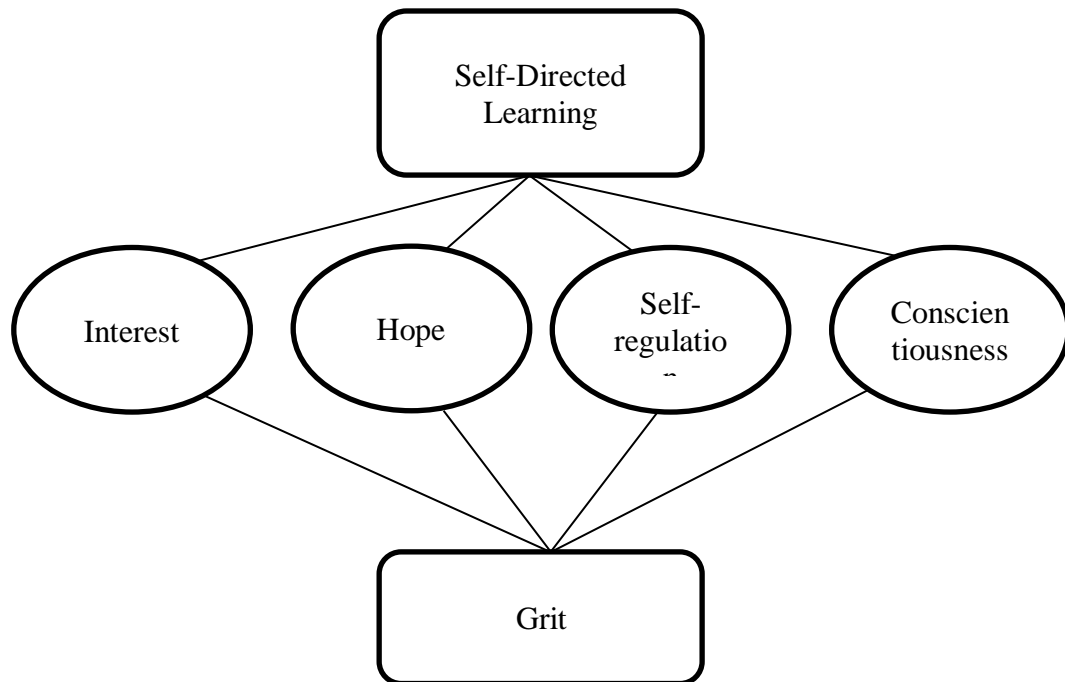 Self-Directed
Learning
Interest
Hope
Self-
regulatio
n
Conscien
tiousness
Grit